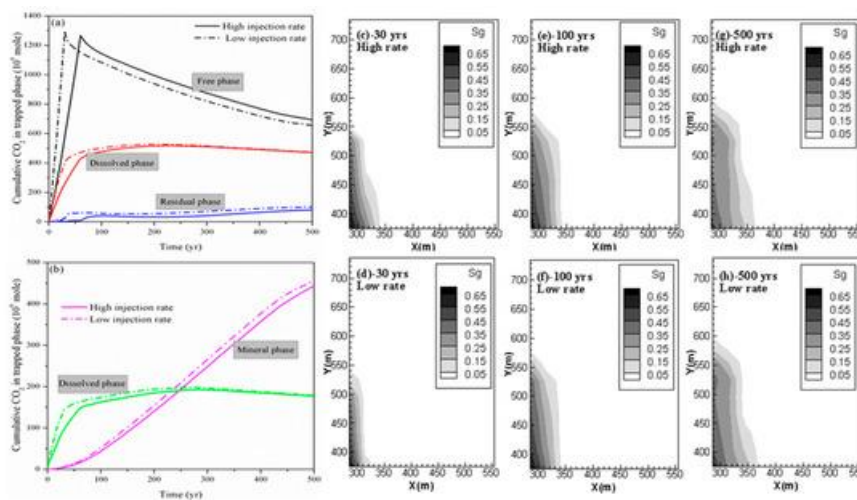 (a)
High injection rate
Low injection rate
Free phase
Dissolved phase
Residual phase
Cumulative CO2 in trapped phase (10^6 mole)
1400
1200
1000
800
600
400
200
0
0 100 200 300 400 500
Time (yr)
(b)
High injection rate
Low injection rate
Mineral phase
Dissolved phase
Cumulative CO2 in trapped phase (10^6 mole)
500
400
300
200
100
0
0 100 200 300 400 500
Time (yr)
(c)-30 yrs
High rate
Sg
0.65
0.55
0.45
0.35
0.25
0.15
0.05
Y(m)
700
650
600
550
500
450
400
300 350 400 450 500 550
X(m)
(e)-100 yrs
High rate
Sg
0.65
0.55
0.45
0.35
0.25
0.15
0.05
Y(m)
700
650
600
550
500
450
400
300 350 400 450 500 550
X(m)
(g)-500 yrs
High rate
Sg
0.65
0.55
0.45
0.35
0.25
0.15
0.05
Y(m)
700
650
600
550
500
450
400
300 350 400 450 500 550
X(m)
(d)-30 yrs
Low rate
Sg
0.65
0.55
0.45
0.35
0.25
0.15
0.05
Y(m)
700
650
600
550
500
450
400
300 350 400 450 500 550
X(m)
(f)-100 yrs
Low rate
Sg
0.65
0.55
0.45
0.35
0.25
0.15
0.05
Y(m)
700
650
600
550
500
450
400
300 350 400 450 500 550
X(m)
(h)-500 yrs
Low rate
Sg
0.65
0.55
0.45
0.35
0.25
0.15
0.05
Y(m)
700
650
600
550
500
450
400
300 350 400 450 500 550
X(m)